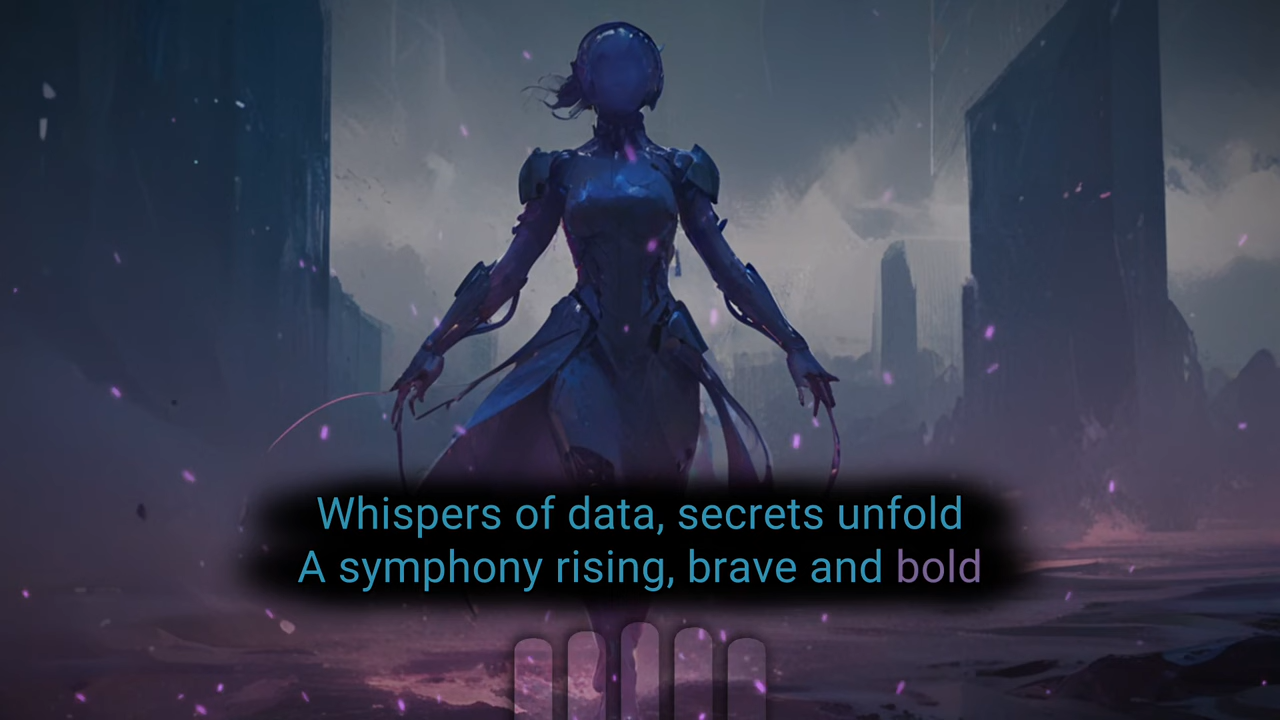 Whispers of data, secrets unfold
A symphony rising, brave and bold